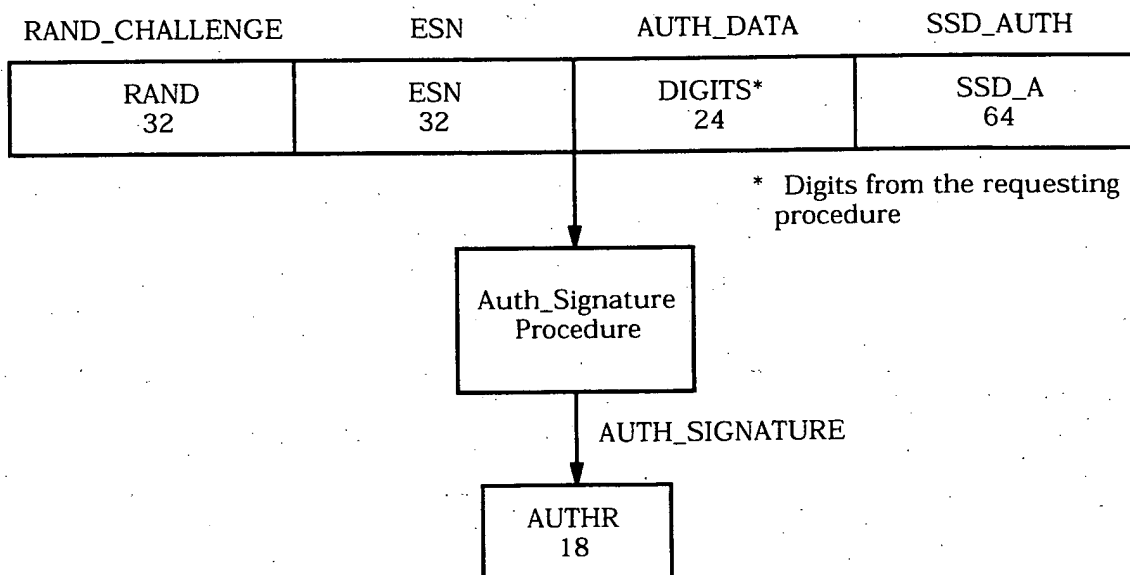 RAND_CHALLENGE ESN AUTH_DATA SSD_AUTH
RAND ESN DIGITS* SSD_A
32 32 24 64
* Digits from the requesting
procedure
Auth_Signature
Procedure
AUTH_SIGNATURE
AUTHR
18